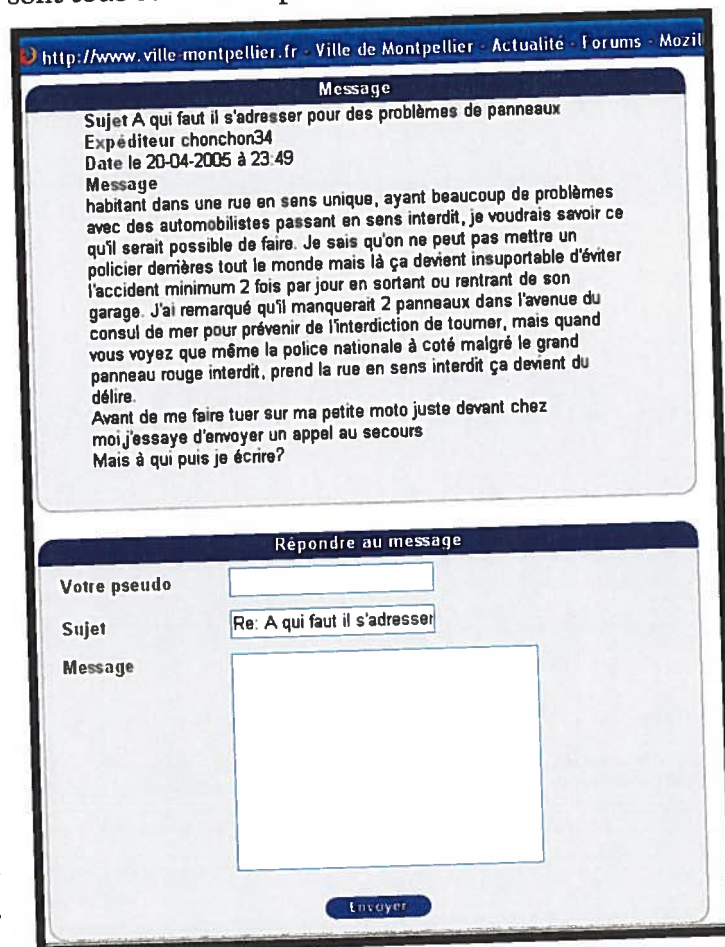 http://www.ville-montpellier.fr - Ville de Montpellier - Actualité - Forums - Mozil
Message
Sujet A qui faut il s'adresser pour des problèmes de panneaux
Expéditeur chonchon34
Date le 20-04-2005 à 23:49
Message
habitant dans une rue en sens unique, ayant beaucoup de problèmes
avec des automobilistes passant en sens interdit, je voudrais savoir ce
qu'il serait possible de faire. Je sais qu'on ne peut pas mettre un
policier derrières tout le monde mais là ça devient insuportable d'éviter
l'accident minimum 2 fois par jour en sortant ou rentrant de son
garage. J'ai remarqué qu'il manquerait 2 panneaux dans l'avenue du
consul de mer pour prévenir de l'interdiction de tourner, mais quand
vous voyez que même la police nationale à coté malgré le grand
panneau rouge interdit, prend la rue en sens interdit ça devient du
délire.
Avant de me faire tuer sur ma petite moto juste devant chez
moi,j'essaye d'envoyer un appel au secours
Mais à qui puis je écrire?
Répondre au message
Votre pseudo
Sujet
Re: A qui faut il s'adresser
Message
Envoyer